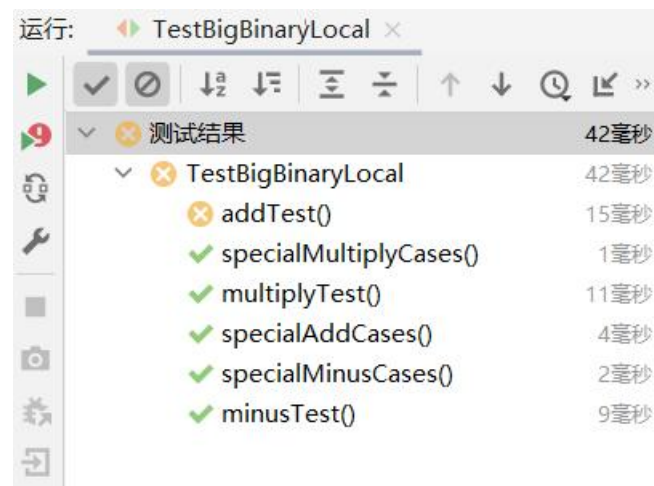 运行: TestBigBinaryLocal
测试结果 42毫秒
TestBigBinaryLocal 42毫秒
addTest() 15毫秒
specialMultiplyCases() 1毫秒
multiplyTest() 11毫秒
specialAddCases() 4毫秒
specialMinusCases() 2毫秒
minusTest() 9毫秒